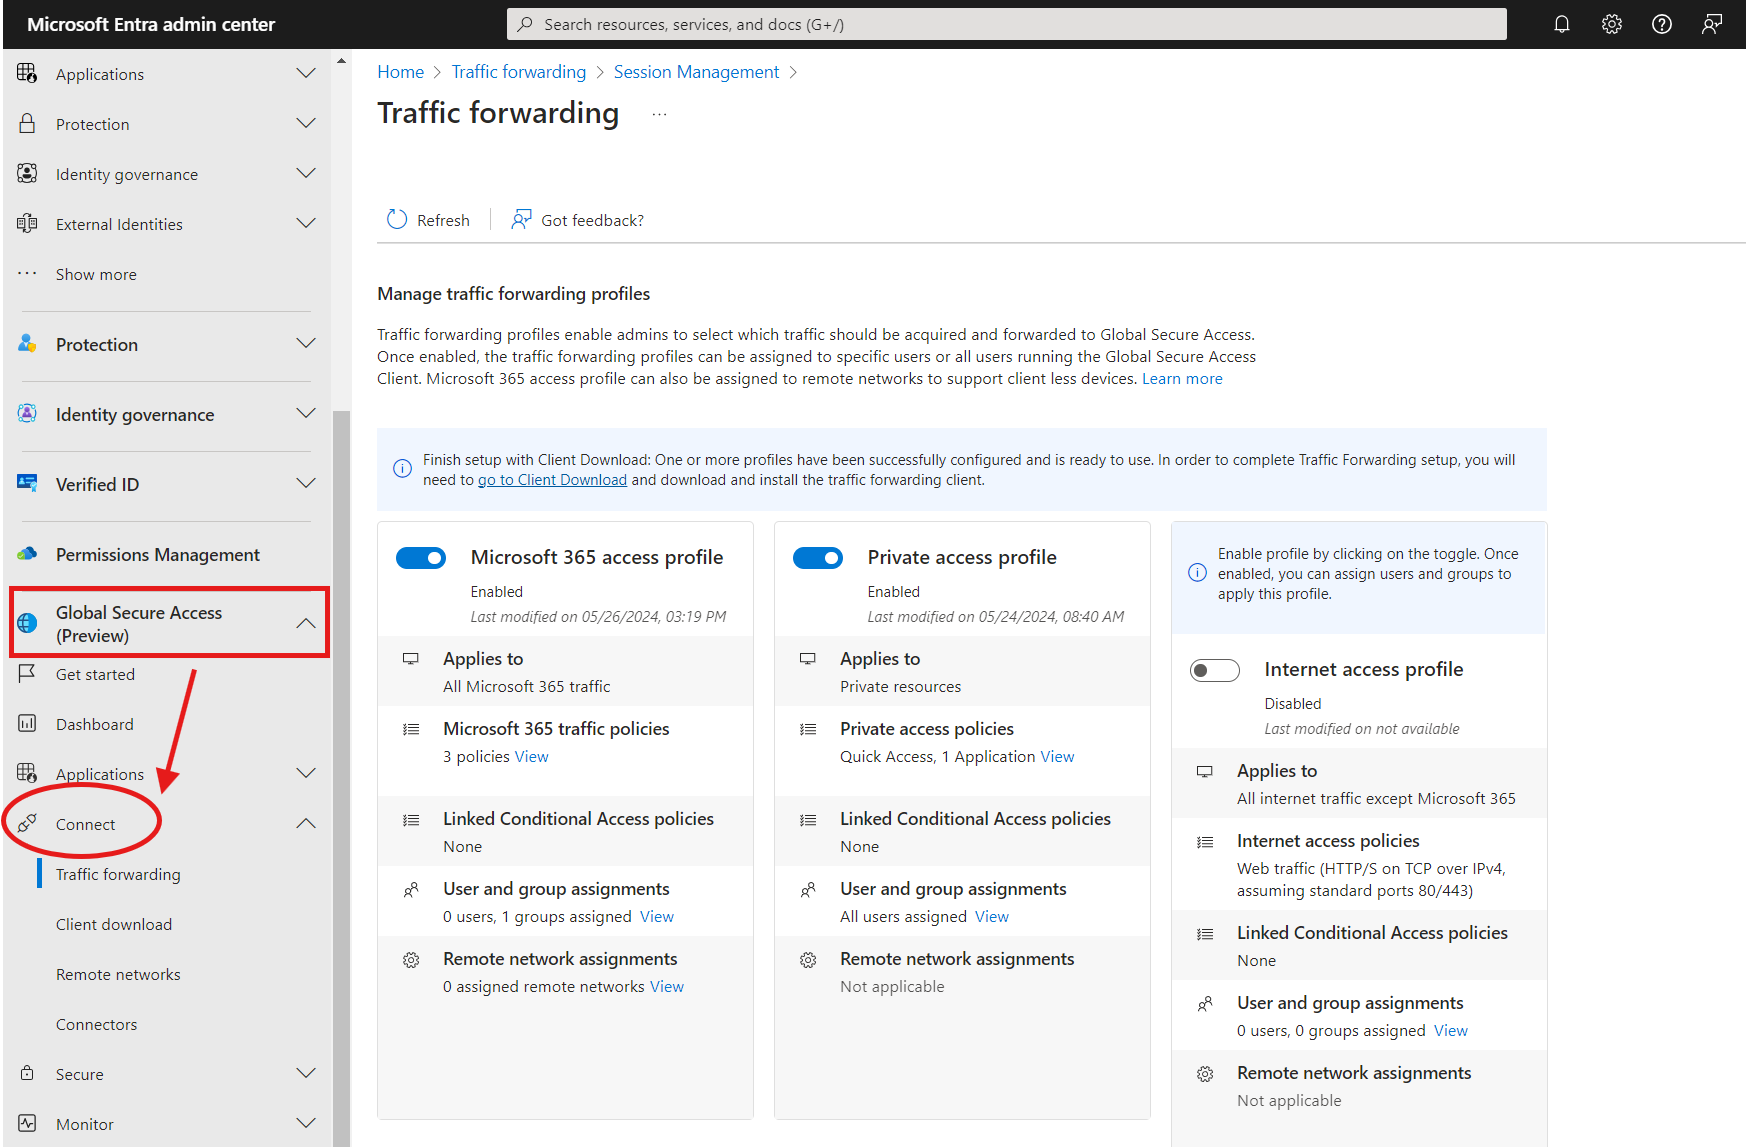 Microsoft Entra admin center
Search resources, services, and docs (G+/)
Applications
Protection
Identity governance
External Identities
Show more
Protection
Identity governance
Verified ID
Permissions Management
Global Secure Access
(Preview)
Get started
Dashboard
Applications
Connect
Traffic forwarding
Client download
Remote networks
Connectors
Secure
Monitor
Home > Traffic forwarding > Session Management >
Traffic forwarding ...
Refresh
Got feedback?
Manage traffic forwarding profiles
Traffic forwarding profiles enable admins to select which traffic should be acquired and forwarded to Global Secure Access.
Once enabled, the traffic forwarding profiles can be assigned to specific users or all users running the Global Secure Access
Client. Microsoft 365 access profile can also be assigned to remote networks to support client less devices. Learn more
Finish setup with Client Download: One or more profiles have been successfully configured and is ready to use. In order to complete Traffic Forwarding setup, you will
need to go to Client Download and download and install the traffic forwarding client.
Microsoft 365 access profile
Enabled
Last modified on 05/26/2024, 03:19 PM
Applies to
All Microsoft 365 traffic
Microsoft 365 traffic policies
3 policies View
Linked Conditional Access policies
None
User and group assignments
0 users, 1 groups assigned View
Remote network assignments
0 assigned remote networks View
Private access profile
Enabled
Last modified on 05/24/2024, 08:40 AM
Applies to
Private resources
Private access policies
Quick Access, 1 Application View
Linked Conditional Access policies
None
User and group assignments
All users assigned View
Remote network assignments
Not applicable
Enable profile by clicking on the toggle. Once
enabled, you can assign users and groups to
apply this profile.
Internet access profile
Disabled
Last modified on not available
Applies to
All internet traffic except Microsoft 365
Internet access policies
Web traffic (HTTP/S on TCP over IPv4,
assuming standard ports 80/443)
Linked Conditional Access policies
None
User and group assignments
0 users, 0 groups assigned View
Remote network assignments
Not applicable